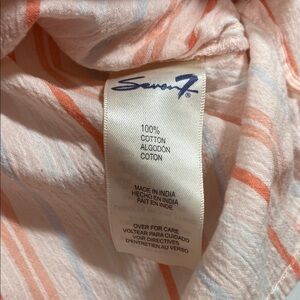 Seven7®
100%
COTTON
ALGODÓN
COTON
MADE IN INDIA
HECHO EN INDIA
FAIT EN INDE
OVER FOR CARE
VOLTEAR PARA CUIDADO
VOIR DIRECTIVES
D'ENTRETIEN AU VERSO